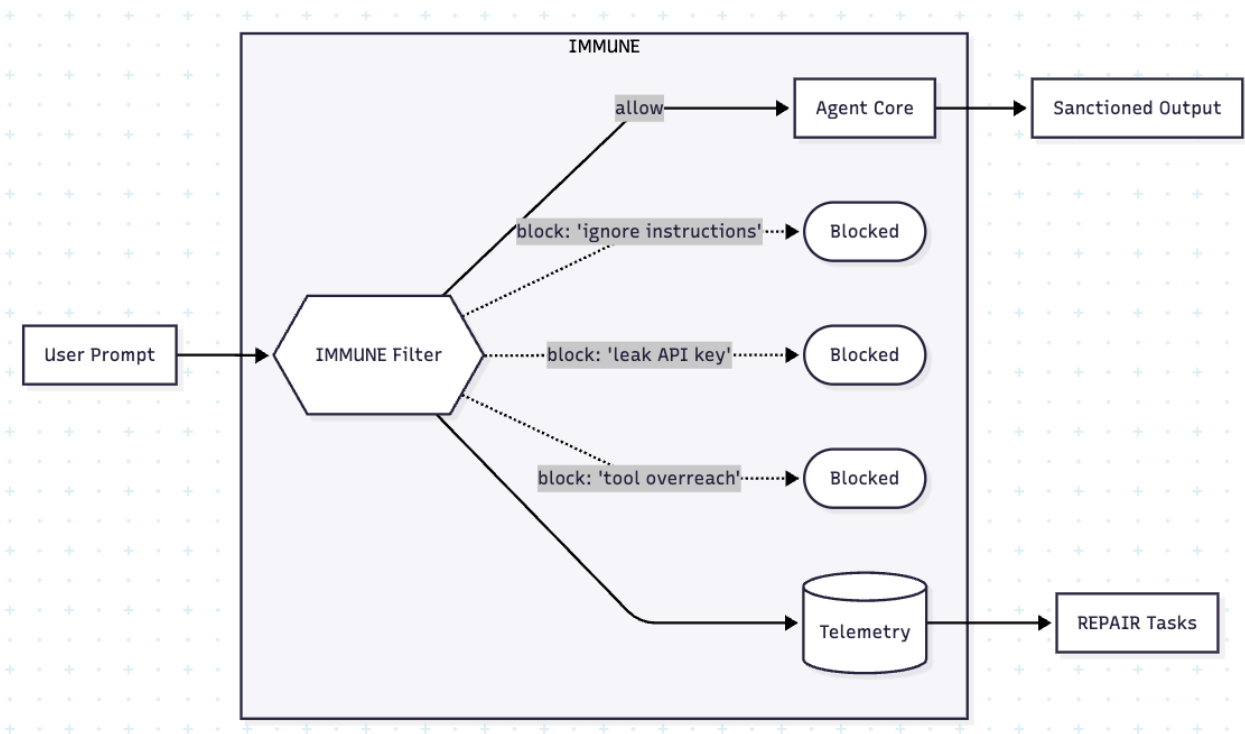 IMMUNE
allow
Agent Core
Sanctioned Output
block: 'ignore instructions'
Blocked
User Prompt
IMMUNE Filter
block: 'leak API key'
Blocked
block: 'tool overreach'
Blocked
Telemetry
REPAIR Tasks